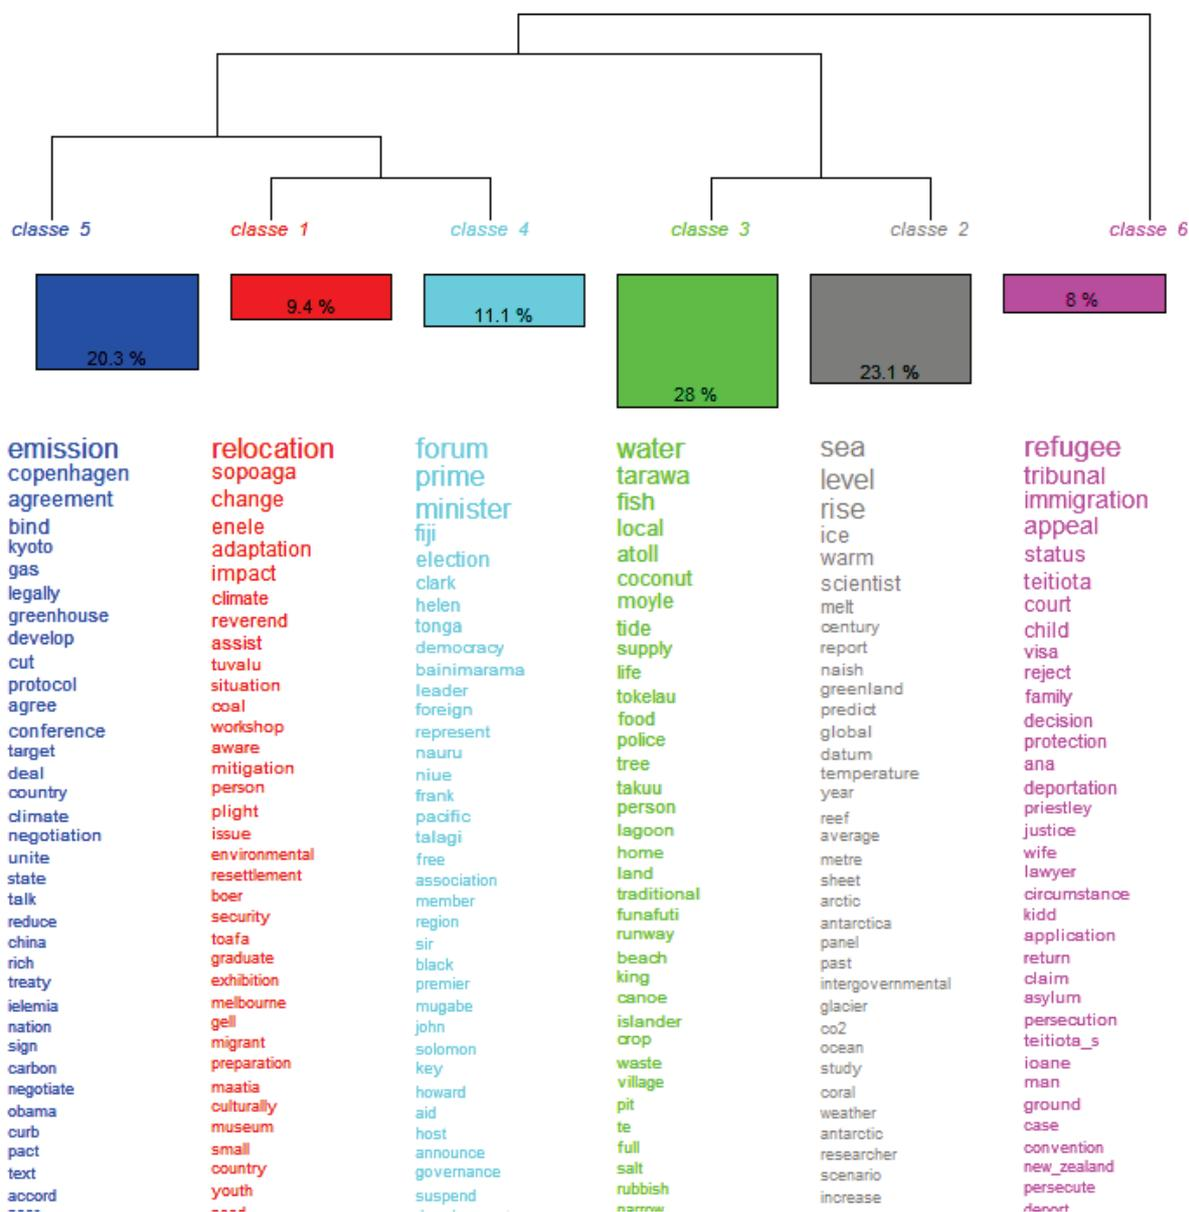 classe 5
classe 1
classe 4
classe 3
classe 2
classe 6
20.3 %
9.4 %
11.1 %
28 %
23.1 %
8 %
emission
copenhagen
agreement
bind
kyoto
gas
legally
greenhouse
develop
cut
protocol
agree
conference
target
deal
country
climate
negotiation
unite
state
talk
reduce
china
rich
treaty
ielemia
nation
sign
carbon
negotiate
obama
curb
pact
text
accord
relocation
sopoaga
change
enele
adaptation
impact
climate
reverend
assist
tuvalu
situation
coal
workshop
aware
mitigation
person
plight
issue
environmental
resettlement
boer
security
toafa
graduate
exhibition
melbourne
gell
migrant
preparation
maatia
culturally
museum
small
country
youth
forum
prime
minister
fiji
election
clark
helen
tonga
democracy
bainimarama
leader
foreign
represent
nauru
niue
frank
pacific
talagi
free
association
member
region
sir
black
premier
mugabe
john
solomon
key
howard
aid
host
announce
governance
suspend
water
tarawa
fish
local
atoll
coconut
moyle
tide
supply
life
tokelau
food
police
tree
takuu
person
lagoon
home
land
traditional
funafuti
runway
beach
king
canoe
islander
crop
waste
village
pit
te
full
salt
rubbish
narrow
sea
level
rise
ice
warm
scientist
melt
century
report
naish
greenland
predict
global
datum
temperature
year
reef
average
metre
sheet
arctic
antarctica
panel
past
intergovernmental
glacier
co2
ocean
study
coral
weather
antarctic
researcher
scenario
increase
refugee
tribunal
immigration
appeal
status
teitiota
court
child
visa
reject
family
decision
protection
ana
deportation
priestley
justice
wife
lawyer
circumstance
kidd
application
return
claim
asylum
persecution
teitiota_s
ioane
man
ground
case
convention
new_zealand
persecute
deport